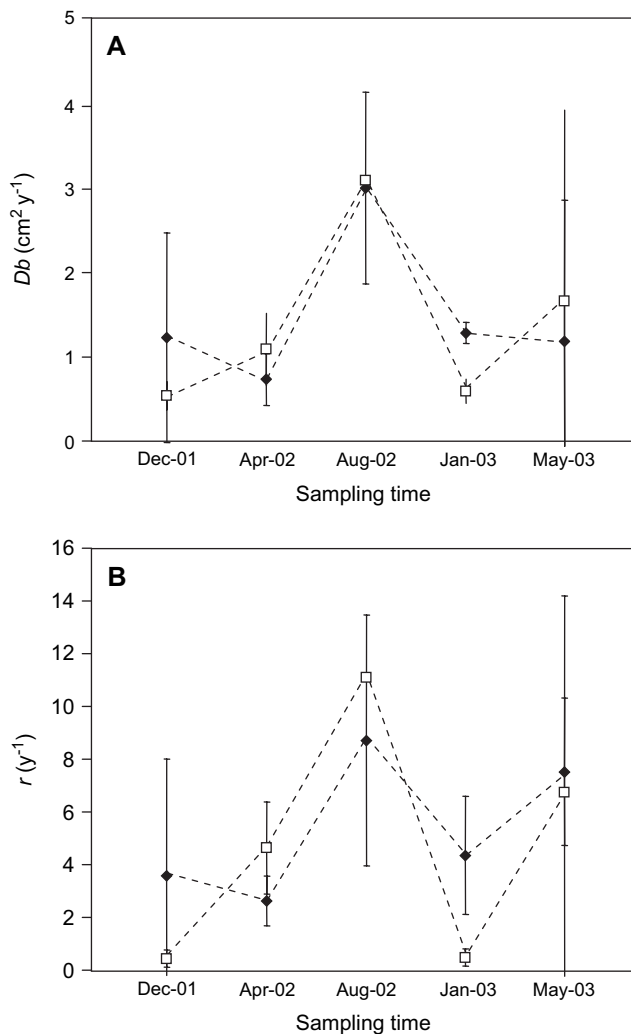 A
5
4
3
2
1
0
Db (cm² y⁻¹)
Dec-01 Apr-02 Aug-02 Jan-03 May-03
Sampling time
B
16
14
12
10
8
6
4
2
0
r (y⁻¹)
Dec-01 Apr-02 Aug-02 Jan-03 May-03
Sampling time